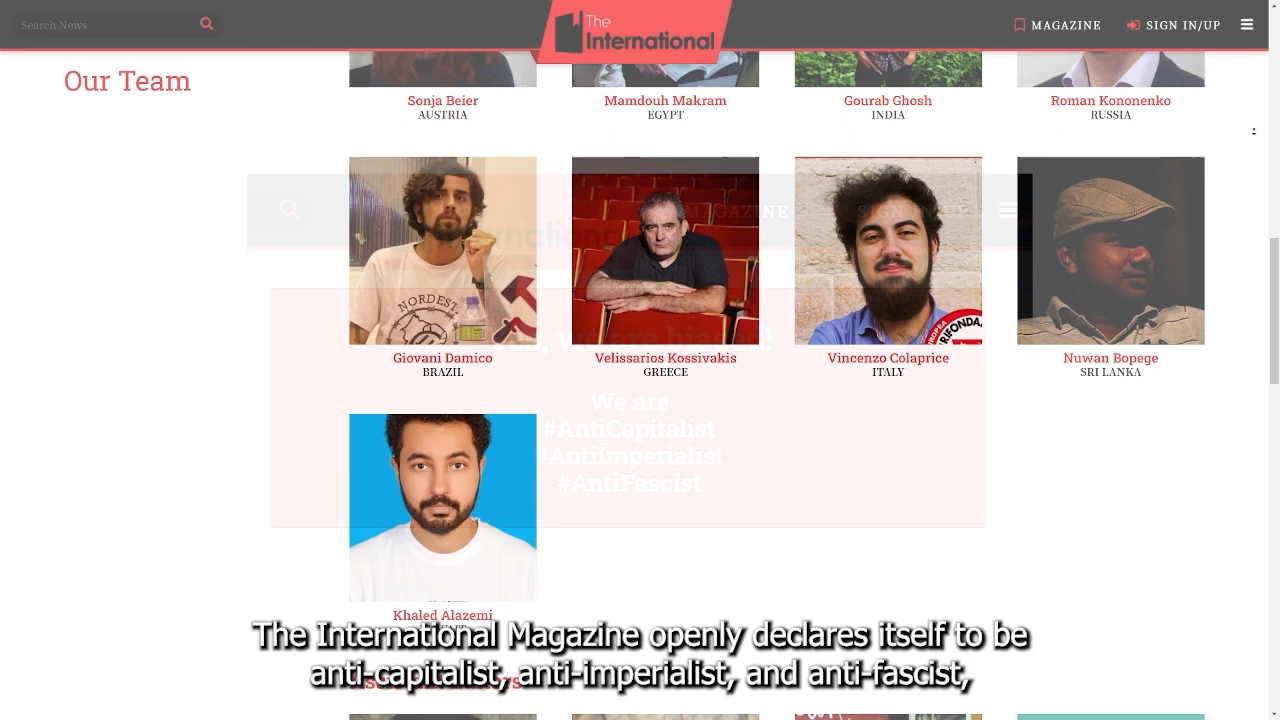 Search News
The
International
MAGAZINE
SIGN IN/UP
Our Team
Sonja Beier
AUSTRIA
Mamdouh Makram
EGYPT
Gourab Ghosh
INDIA
Roman Kononenko
RUSSIA
MAGAZINE
NORDEST
Giovani Damico
BRAZIL
Velissarios Kossivakis
GREECE
Vincenzo Colaprice
ITALY
Nuwan Bopege
SRI LANKA
We are
#AntiCapitalist
#AntiImperialist
#AntiFascist
Khaled Alazemi
The International Magazine openly declares itself to be
anti-capitalist, anti-imperialist, and anti-fascist,